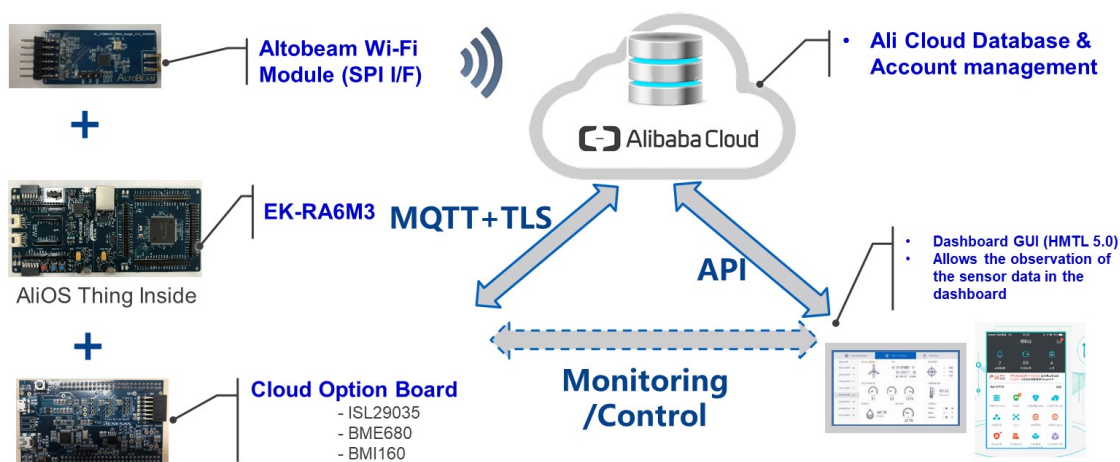 Altobeam Wi-Fi
Module (SPI I/F)
ALTOBEAM
• Ali Cloud Database &
Account management
Alibaba Cloud
EK-RA6M3
MQTT+TLS
API
AliOS Thing Inside
• Dashboard GUI (HMTL 5.0)
• Allows the observation of
the sensor data in the
dashboard
Monitoring
/Control
Cloud Option Board
- ISL29035
- BME680
- BMI160